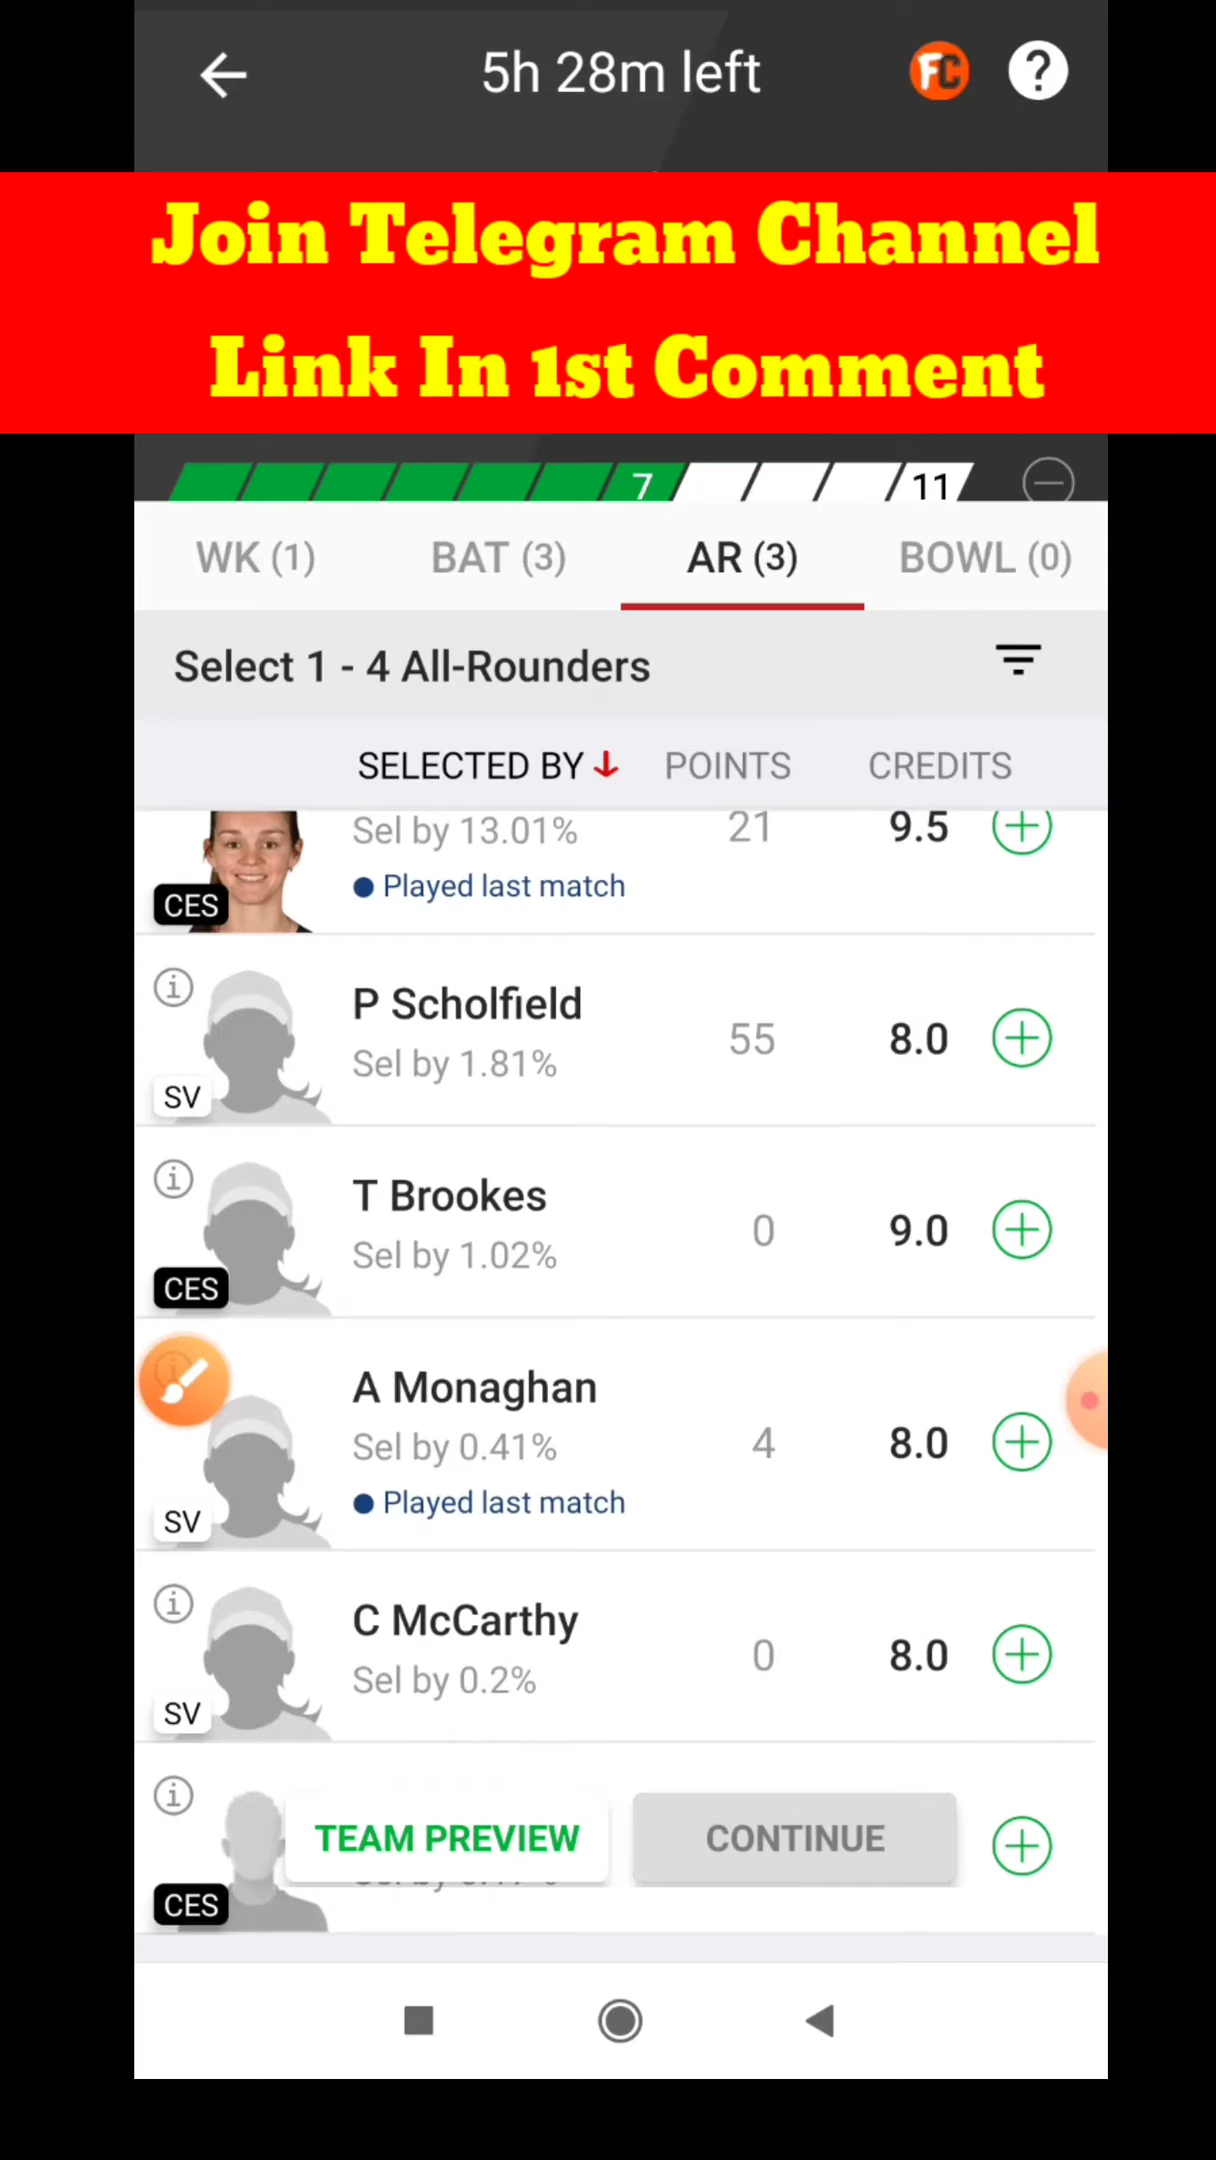 5h 28m left
FC
?
Join Telegram Channel
Link In 1st Comment
7
11
WK (1)
BAT (3)
AR (3)
BOWL (0)
Select 1 - 4 All-Rounders
SELECTED BY
POINTS
CREDITS
Sel by 13.01%
21
9.5
Played last match
CES
P Scholfield
Sel by 1.81%
55
8.0
SV
T Brookes
Sel by 1.02%
0
9.0
CES
A Monaghan
Sel by 0.41%
4
8.0
Played last match
SV
C McCarthy
Sel by 0.2%
0
8.0
SV
TEAM PREVIEW
CONTINUE
CES